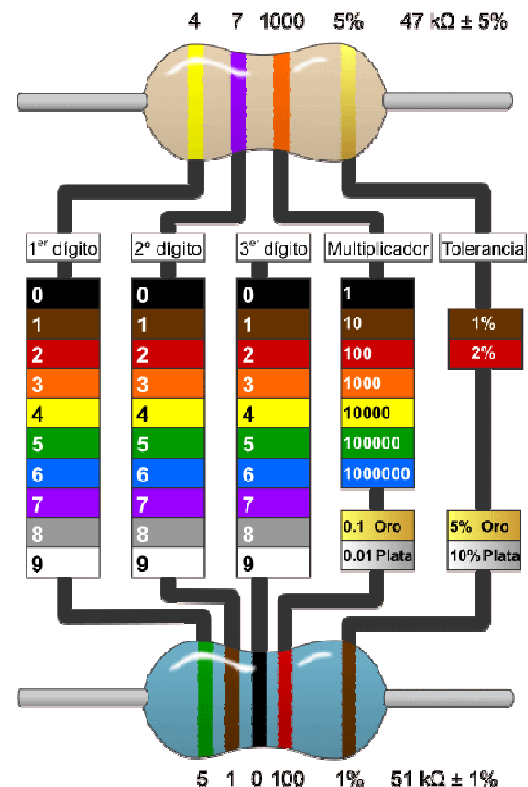 4 7 1000 5% 47 kΩ ± 5%
1er dígito 2º dígito 3er dígito Multiplicador Tolerancia
0 0 0 1
1 1 1 10 1%
2 2 2 100 2%
3 3 3 1000
4 4 4 10000
5 5 5 100000
6 6 6 1000000
7 7 7
8 8 8 0.1 Oro 5% Oro
9 9 9 0.01 Plata 10% Plata
5 1 0 100 1% 51 kΩ ± 1%